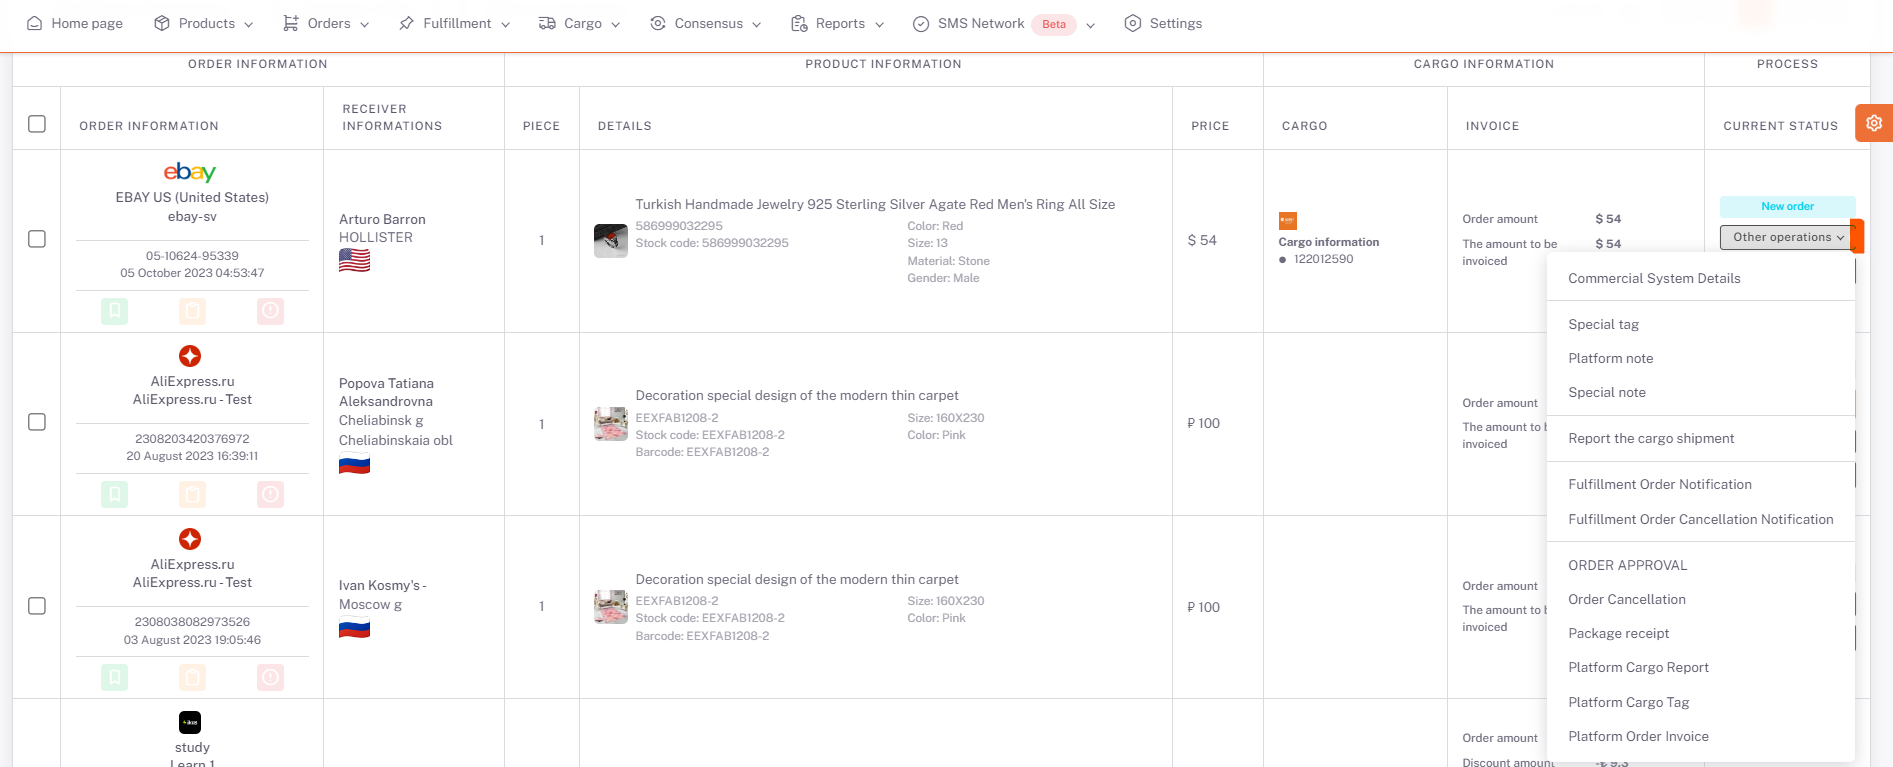 Home page
Products
Orders
Fulfillment
Cargo
Consensus
Reports
SMS Network Beta
Settings
ORDER INFORMATION
PRODUCT INFORMATION
CARGO INFORMATION
PROCESS
ORDER INFORMATION
RECEIVER
INFORMATIONS
PIECE
DETAILS
PRICE
CARGO
INVOICE
CURRENT STATUS
ebay
EBAY US (United States)
ebay-sv
05-10624-95339
05 October 2023 04:53:47
Arturo Barron
HOLLISTER
1
Turkish Handmade Jewelry 925 Sterling Silver Agate Red Men's Ring All Size
586999032295
Stock code: 586999032295
Color: Red
Size: 13
Material: Stone
Gender: Male
$ 54
Cargo information
122012590
Order amount
$ 54
The amount to be
invoiced
$ 54
New order
Other operations
Commercial System Details
Special tag
Platform note
Special note
Report the cargo shipment
Fulfillment Order Notification
Fulfillment Order Cancellation Notification
ORDER APPROVAL
Order Cancellation
Package receipt
Platform Cargo Report
Platform Cargo Tag
Platform Order Invoice
AliExpress.ru
AliExpress.ru - Test
2308203420376972
20 August 2023 16:39:11
Popova Tatiana
Aleksandrovna
Cheliabinsk g
Cheliabinskaia obl
1
Decoration special design of the modern thin carpet
EEXFAB1208-2
Stock code: EEXFAB1208-2
Barcode: EEXFAB1208-2
Size: 160X230
Color: Pink
₽ 100
Order amount
The amount to b
invoiced
AliExpress.ru
AliExpress.ru - Test
2308038082973526
03 August 2023 19:05:46
Ivan Kosmy's -
Moscow g
1
Decoration special design of the modern thin carpet
EEXFAB1208-2
Stock code: EEXFAB1208-2
Barcode: EEXFAB1208-2
Size: 160X230
Color: Pink
₽ 100
Order amount
The amount to b
invoiced
study
Learn 1
Order amount
Discount amount